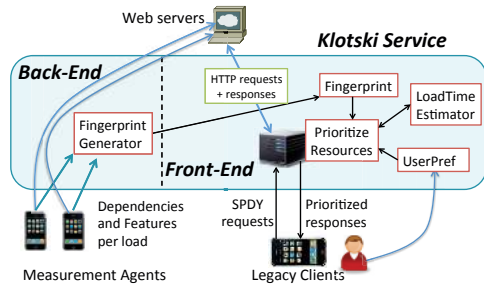 Web servers
Klotski Service
Back-End
HTTP requests
+ responses
Fingerprint
LoadTime
Estimator
Fingerprint
Generator
Prioritize
Resources
UserPref
Front-End
Dependencies
and Features
per load
SPDY
requests
Prioritized
responses
Measurement Agents
Legacy Clients